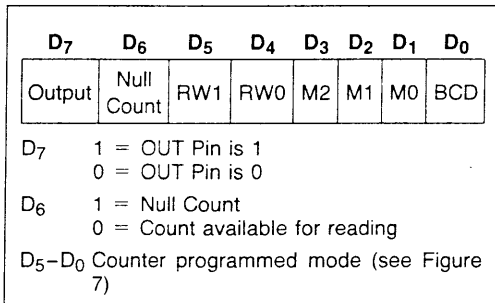 D7 D6 D5 D4 D3 D2 D1 D0
Output Null Count RW1 RW0 M2 M1 M0 BCD
D7 1 = OUT Pin is 1
0 = OUT Pin is 0
D6 1 = Null Count
0 = Count available for reading
D5–D0 Counter programmed mode (see Figure
7)